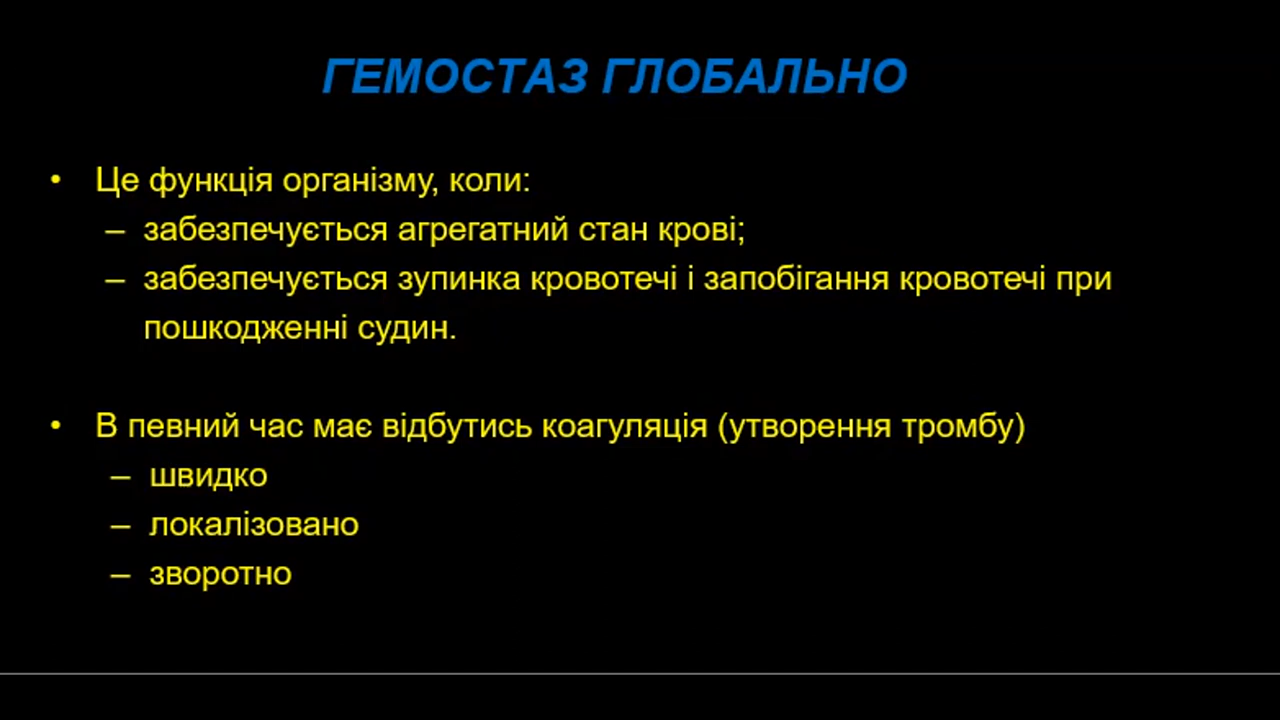 ГЕМОСТАЗ ГЛОБАЛЬНО
• Це функція організму, коли:
– забезпечується агрегатний стан крові;
– забезпечується зупинка кровотечі і запобігання кровотечі при
пошкодженні судин.
• В певний час має відбутись коагуляція (утворення тромбу)
– швидко
– локалізовано
– зворотно